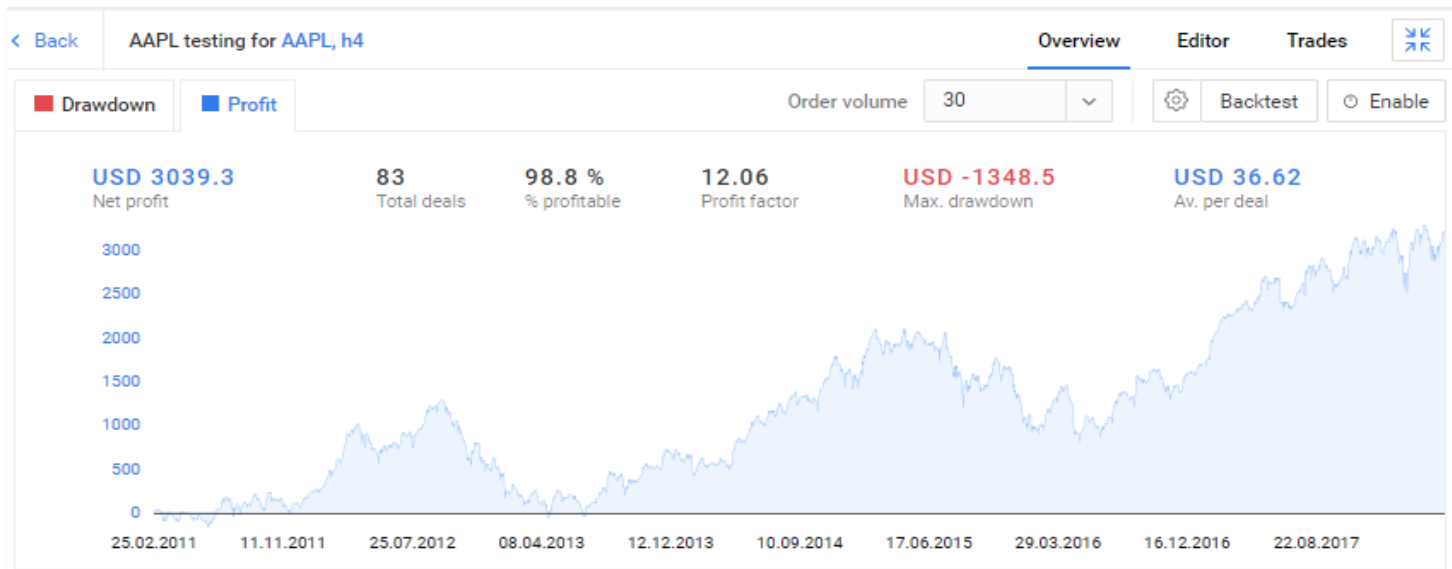 Back AAPL testing for AAPL, h4 Overview Editor Trades
Drawdown Profit Order volume 30 Backtest Enable
USD 3039.3 83 98.8 % 12.06 USD -1348.5 USD 36.62
Net profit Total deals % profitable Profit factor Max. drawdown Av. per deal
3000
2500
2000
1500
1000
500
0
25.02.2011 11.11.2011 25.07.2012 08.04.2013 12.12.2013 10.09.2014 17.06.2015 29.03.2016 16.12.2016 22.08.2017